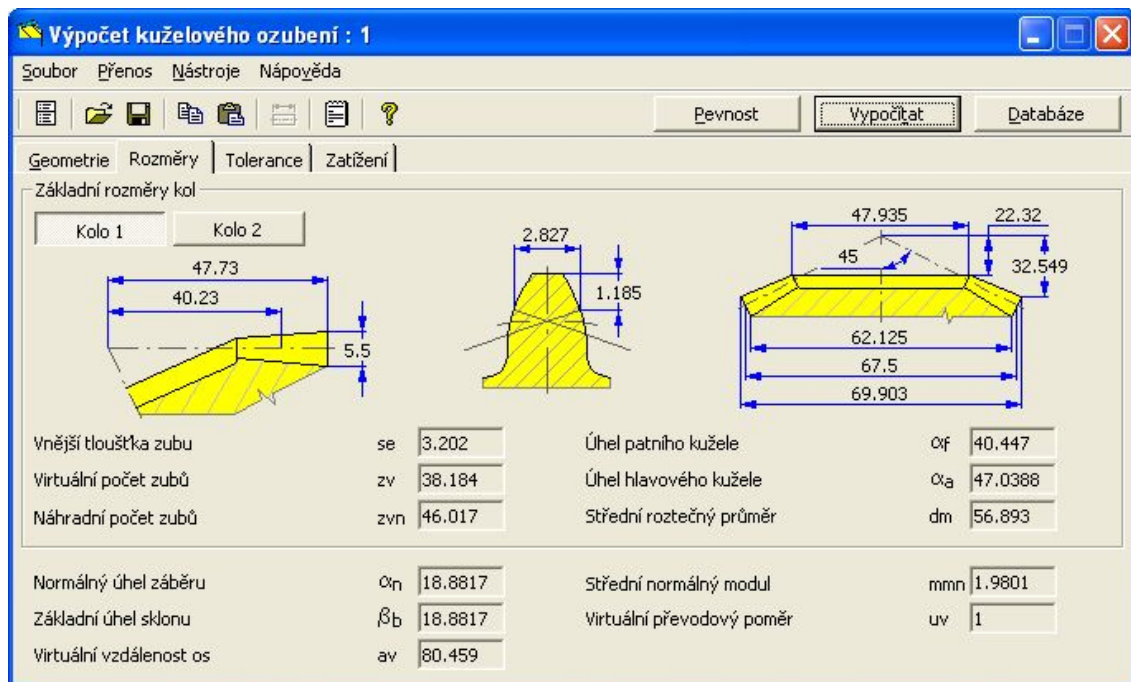 Výpočet kuželového ozubení : 1
Soubor Přenos Nástroje Nápověda
Pevnost Vypočítat Databáze
Geometrie Rozměry Tolerance Zatížení
Základní rozměry kol
Kolo 1 Kolo 2
47.73
40.23
5.5
2.827
1.185
47.935 22.32
45 32.549
62.125
67.5
69.903
Vnější tloušťka zubu se 3.202 Úhel patního kužele αf 40.447
Virtuální počet zubů zv 38.184 Úhel hlavového kužele αa 47.0388
Náhradní počet zubů zvn 46.017 Střední roztečný průměr dm 56.893
Normálný úhel záběru αn 18.8817 Střední normálný modul mmn 1.9801
Základní úhel sklonu βb 18.8817 Virtuální převodový poměr uv 1
Virtuální vzdálenost os av 80.459